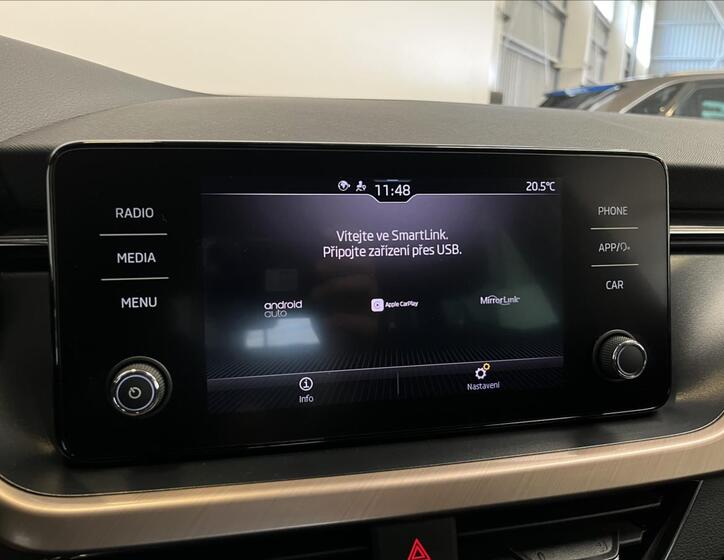 11:48
20.5°C
RADIO
MEDIA
MENU
Vítejte ve SmartLink.
Připojte zařízení přes USB.
android
auto
Apple CarPlay
MirrorLink
Info
Nastavení
PHONE
APP/
CAR